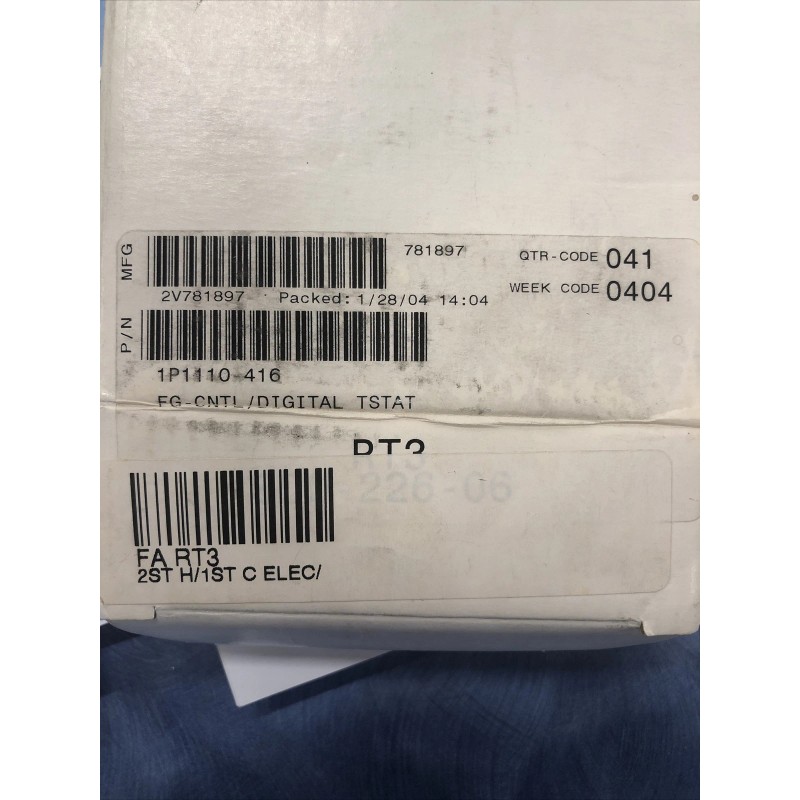 MFG
781897
QTR-CODE 041
2V781897 Packed: 1/28/04 14:04
WEEK CODE 0404
P/N
1P1110-416
FG-CNTL/DIGITAL TSTAT
RT3
RT3
226-06
FA RT3
2ST H/1ST C ELEC/